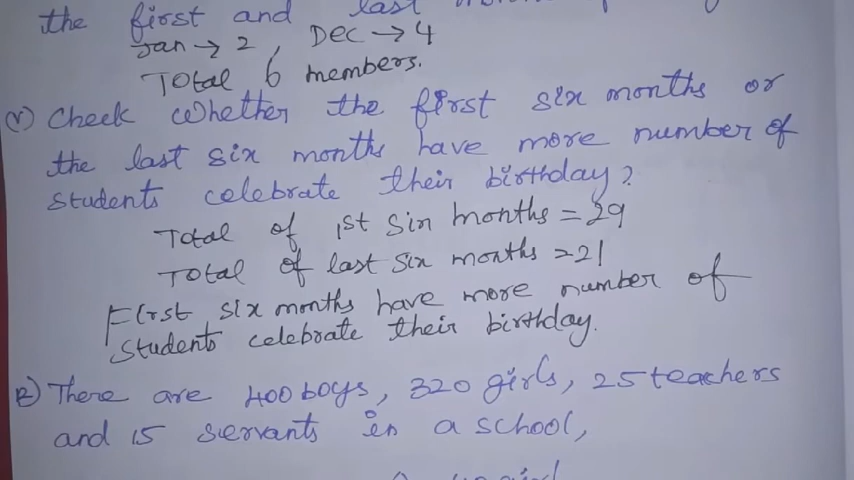 the first and last
Jan → 2, Dec → 4
Total 6 members.
(v) Check whether the first six months or
the last six months have more number of
students celebrate their birthday?
Total of 1st sin months = 29
Total of last six months = 21
First six months have more number of
students celebrate their birthday.
2) There are 400 boys, 320 girls, 25 teachers
and 15 servants in a school,